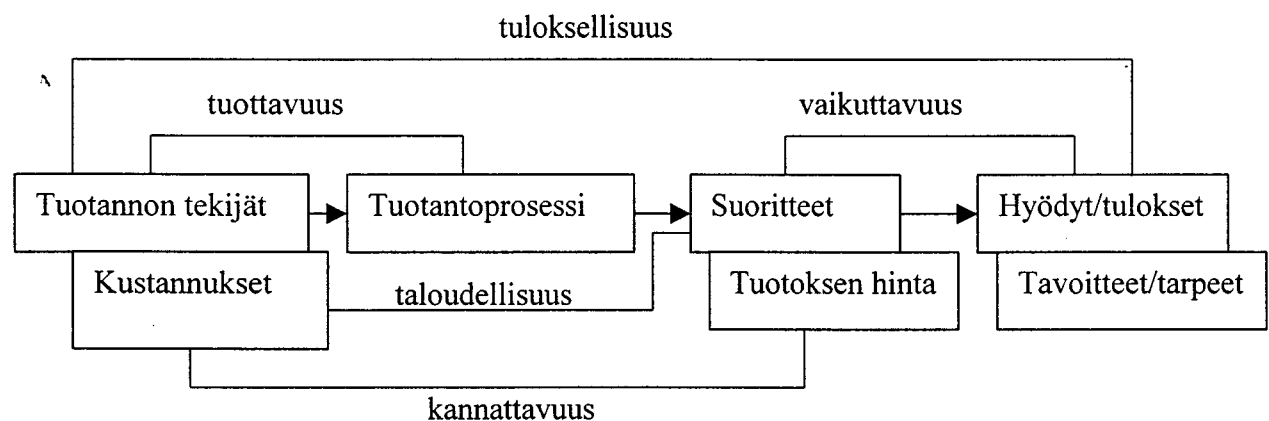 tuloksellisuus
tuottavuus
vaikuttavuus
Tuotannon tekijät
Tuotantoprosessi
Suoritteet
Hyödyt/tulokset
Kustannukset
taloudellisuus
Tuotoksen hinta
Tavoitteet/tarpeet
kannattavuus